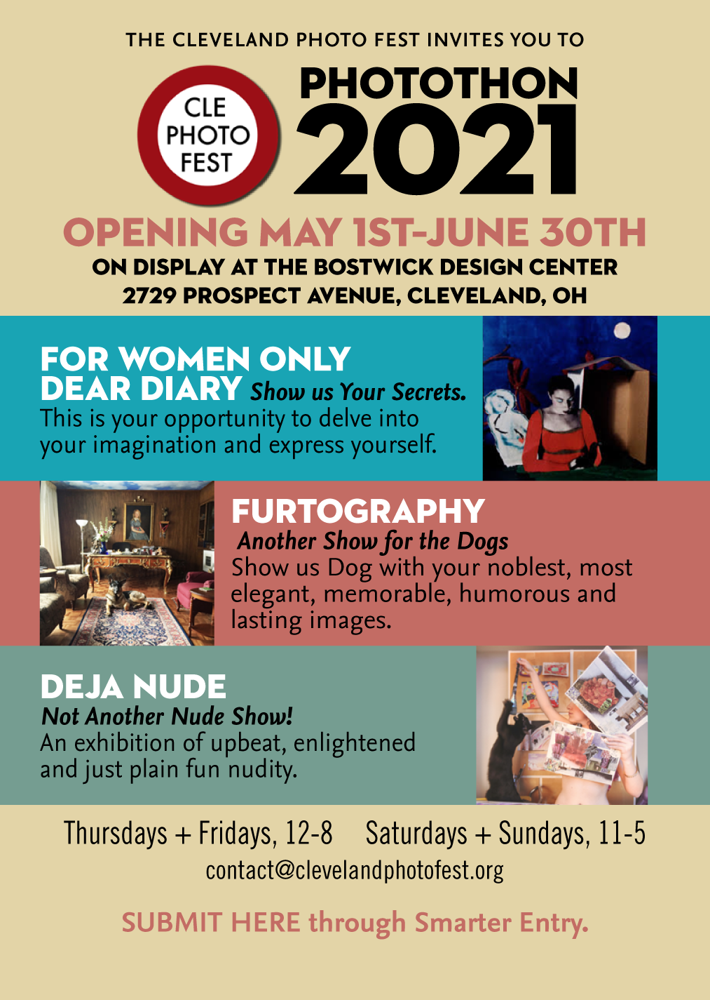 THE CLEVELAND PHOTO FEST INVITES YOU TO
CLE
PHOTO
FEST
PHOTOTHON
2021
OPENING MAY 1ST-JUNE 30TH
ON DISPLAY AT THE BOSTWICK DESIGN CENTER
2729 PROSPECT AVENUE, CLEVELAND, OH
FOR WOMEN ONLY
DEAR DIARY Show us Your Secrets.
This is your opportunity to delve into
your imagination and express yourself.
FURTOGRAPHY
Another Show for the Dogs
Show us Dog with your noblest, most
elegant, memorable, humorous and
lasting images.
DEJA NUDE
Not Another Nude Show!
An exhibition of upbeat, enlightened
and just plain fun nudity.
Thursdays + Fridays, 12-8 Saturdays + Sundays, 11-5
contact@clevelandphotofest.org
SUBMIT HERE through Smarter Entry.